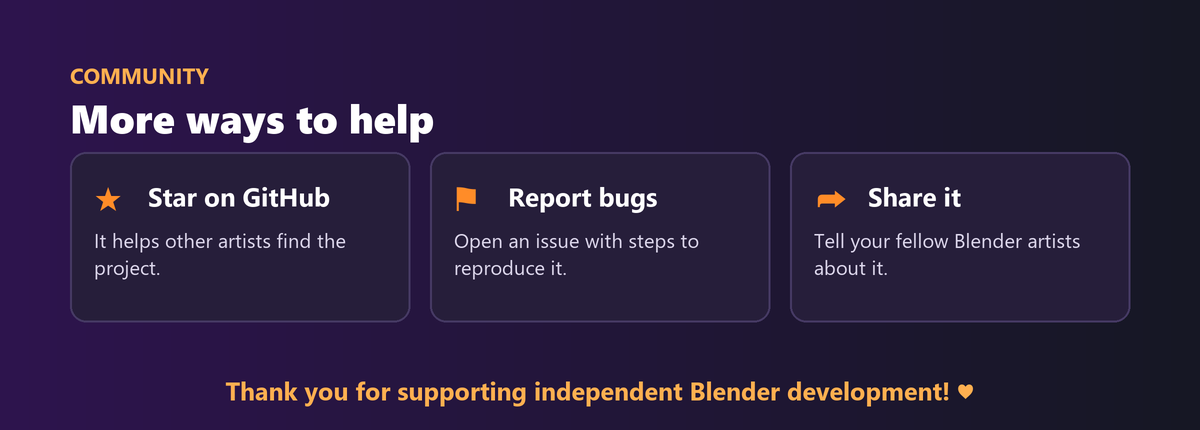 COMMUNITY
More ways to help
★ Star on GitHub
It helps other artists find the
project.
⚑ Report bugs
Open an issue with steps to
reproduce it.
➦ Share it
Tell your fellow Blender artists
about it.
Thank you for supporting independent Blender development! ♥